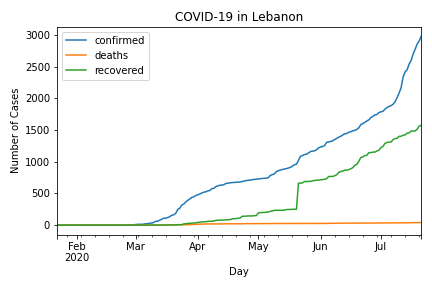 COVID-19 in Lebanon
confirmed
deaths
recovered
Number of Cases
3000
2500
2000
1500
1000
500
0
Feb Mar Apr May Jun Jul
2020
Day